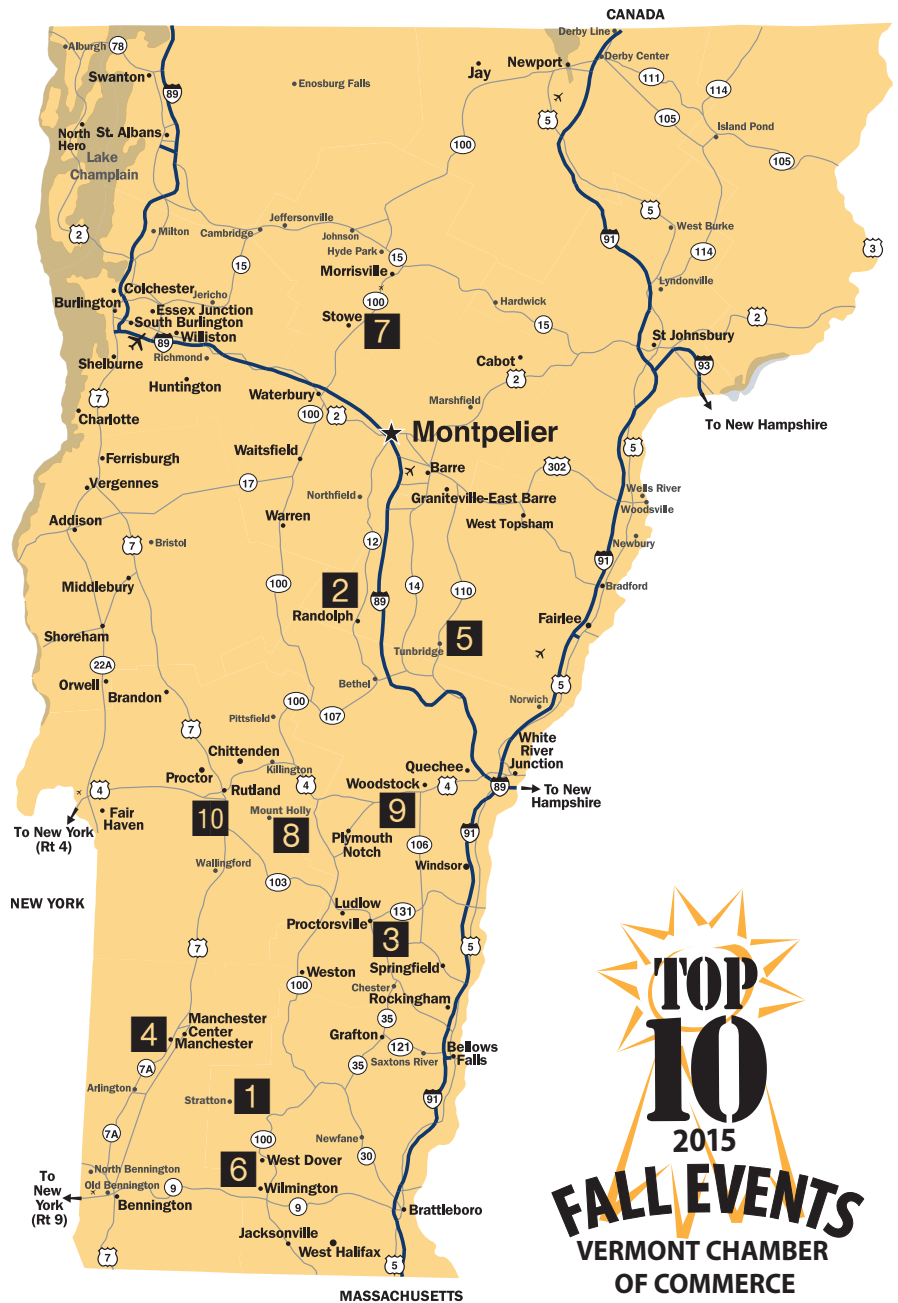 CANADA
Derby Line
Alburgh
78
Swanton
89
Enosburg Falls
Jay
Newport
Derby Center
111
114
5
105
Island Pond
105
North
Hero
St. Albans
Lake
Champlain
100
2
Milton
Cambridge
Jeffersonville
Johnson
Hyde Park
15
15
Morrisville
91
5
West Burke
114
3
Lyndonville
Colchester
Burlington
Jericho
Essex Junction
South Burlington
Williston
89
Richmond
Shelburne
100
Stowe
7
Hardwick
15
2
St Johnsbury
93
To New Hampshire
Cabot
2
Marshfield
Huntington
7
Charlotte
Waterbury
100
2
Montpelier
5
Ferrisburgh
Vergennes
Waitsfield
17
Barre
302
Northfield
Graniteville-East Barre
Wells River
Woodsville
Warren
West Topsham
Addison
7
Bristol
12
Newbury
91
Middlebury
100
2
89
14
110
Bradford
Randolph
5
Fairlee
Shoreham
Tunbridge
22A
Orwell
Brandon
Bethel
5
100
107
Norwich
Pittsfield
7
White
River
Junction
Chittenden
Killington
Quechee
Proctor
4
Rutland
4
Woodstock
4
89
To New
Hampshire
Fair
Haven
10
Mount Holly
8
9
Plymouth
Notch
To New York
(Rt 4)
106
91
Wallingford
Windsor
103
NEW YORK
Ludlow
131
Proctorsville
3
7
5
Weston
Springfield
100
Chester
Rockingham
35
Manchester
Center
Manchester
4
Grafton
121
Saxtons River
Bellows
Falls
7A
35
Arlington
Stratton
1
91
7A
100
Newfane
30
6
West Dover
North Bennington
To
New
York
(Rt 9)
Old Bennington
Bennington
9
Wilmington
9
Brattleboro
Jacksonville
West Halifax
7
5
MASSACHUSETTS
TOP
10
2015
FALL EVENTS
VERMONT CHAMBER
OF COMMERCE